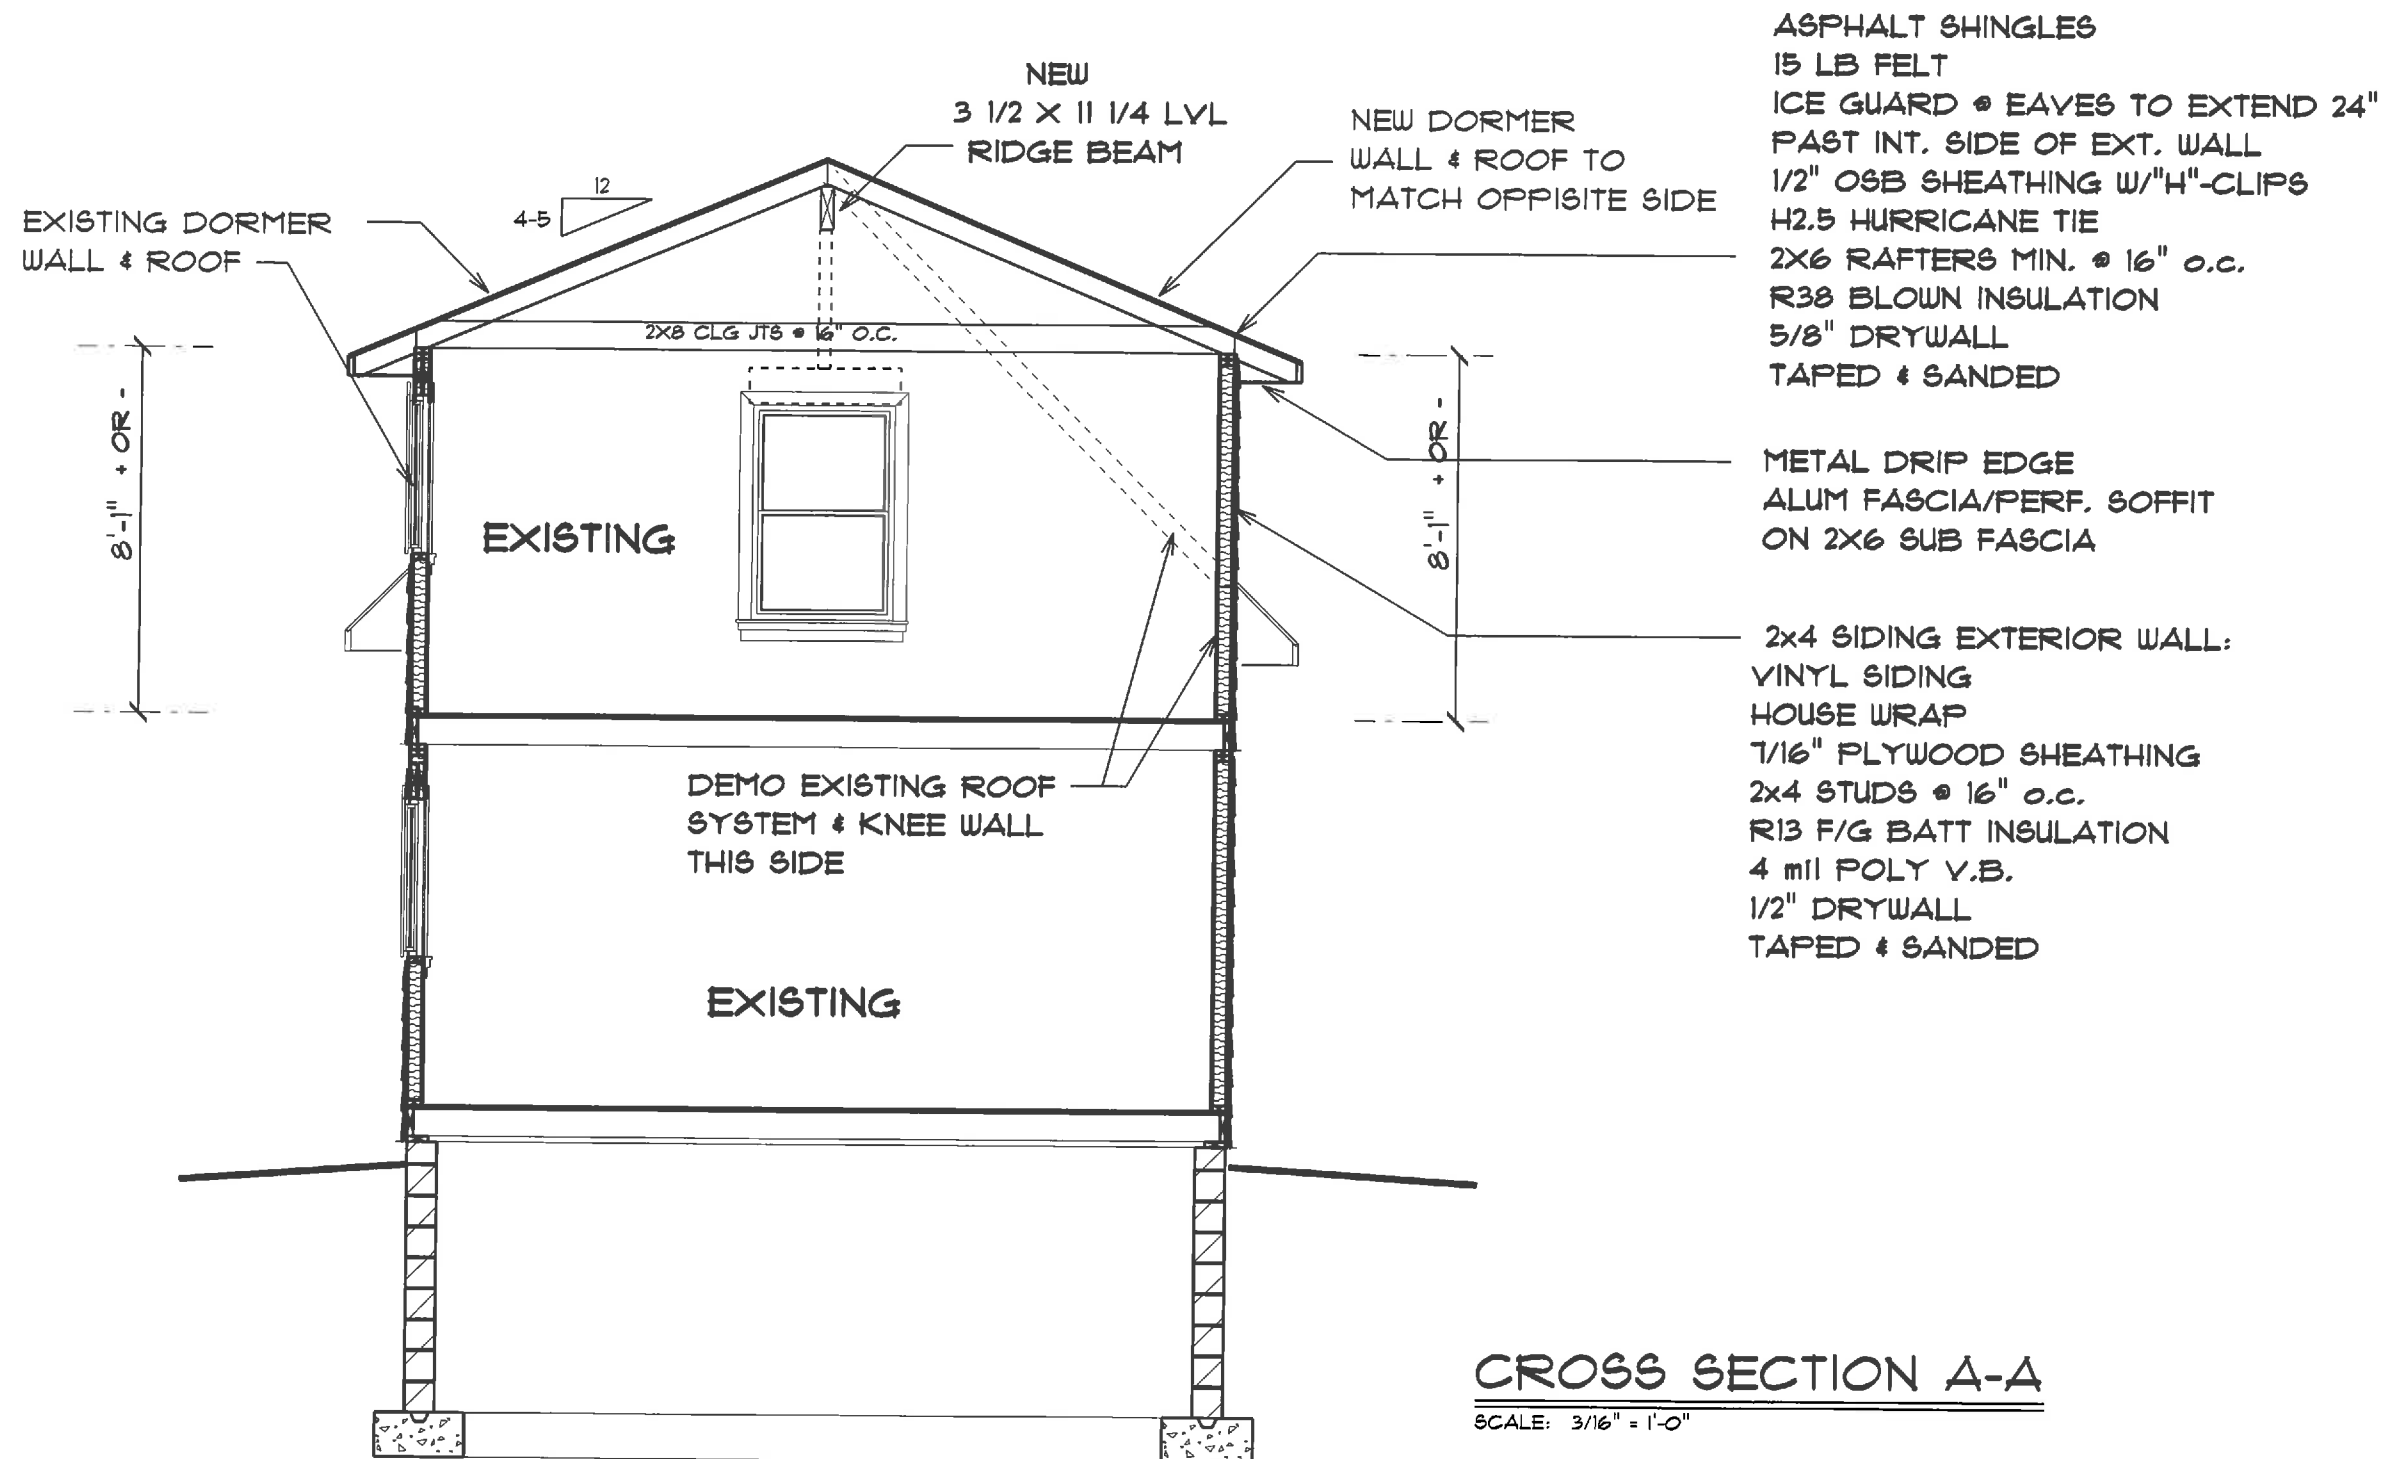 NEW
3 1/2 X 11 1/4 LVL
RIDGE BEAM
12
4-5
EXISTING DORMER
WALL & ROOF
NEW DORMER
WALL & ROOF TO
MATCH OPPISITE SIDE
ASPHALT SHINGLES
15 LB FELT
ICE GUARD @ EAVES TO EXTEND 24"
PAST INT. SIDE OF EXT. WALL
1/2" OSB SHEATHING W/"H"-CLIPS
H2.5 HURRICANE TIE
2X6 RAFTERS MIN. @ 16" o.c.
R38 BLOWN INSULATION
5/8" DRYWALL
TAPED & SANDED
2X8 CLG JTS @ 16" O.C.
8'-1" + OR -
8'-1" + OR -
METAL DRIP EDGE
ALUM FASCIA/PERF. SOFFIT
ON 2X6 SUB FASCIA
EXISTING
2x4 SIDING EXTERIOR WALL:
VINYL SIDING
HOUSE WRAP
7/16" PLYWOOD SHEATHING
2x4 STUDS @ 16" o.c.
R13 F/G BATT INSULATION
4 mil POLY V.B.
1/2" DRYWALL
TAPED & SANDED
DEMO EXISTING ROOF
SYSTEM & KNEE WALL
THIS SIDE
EXISTING
CROSS SECTION A-A
SCALE: 3/16" = 1'-0"